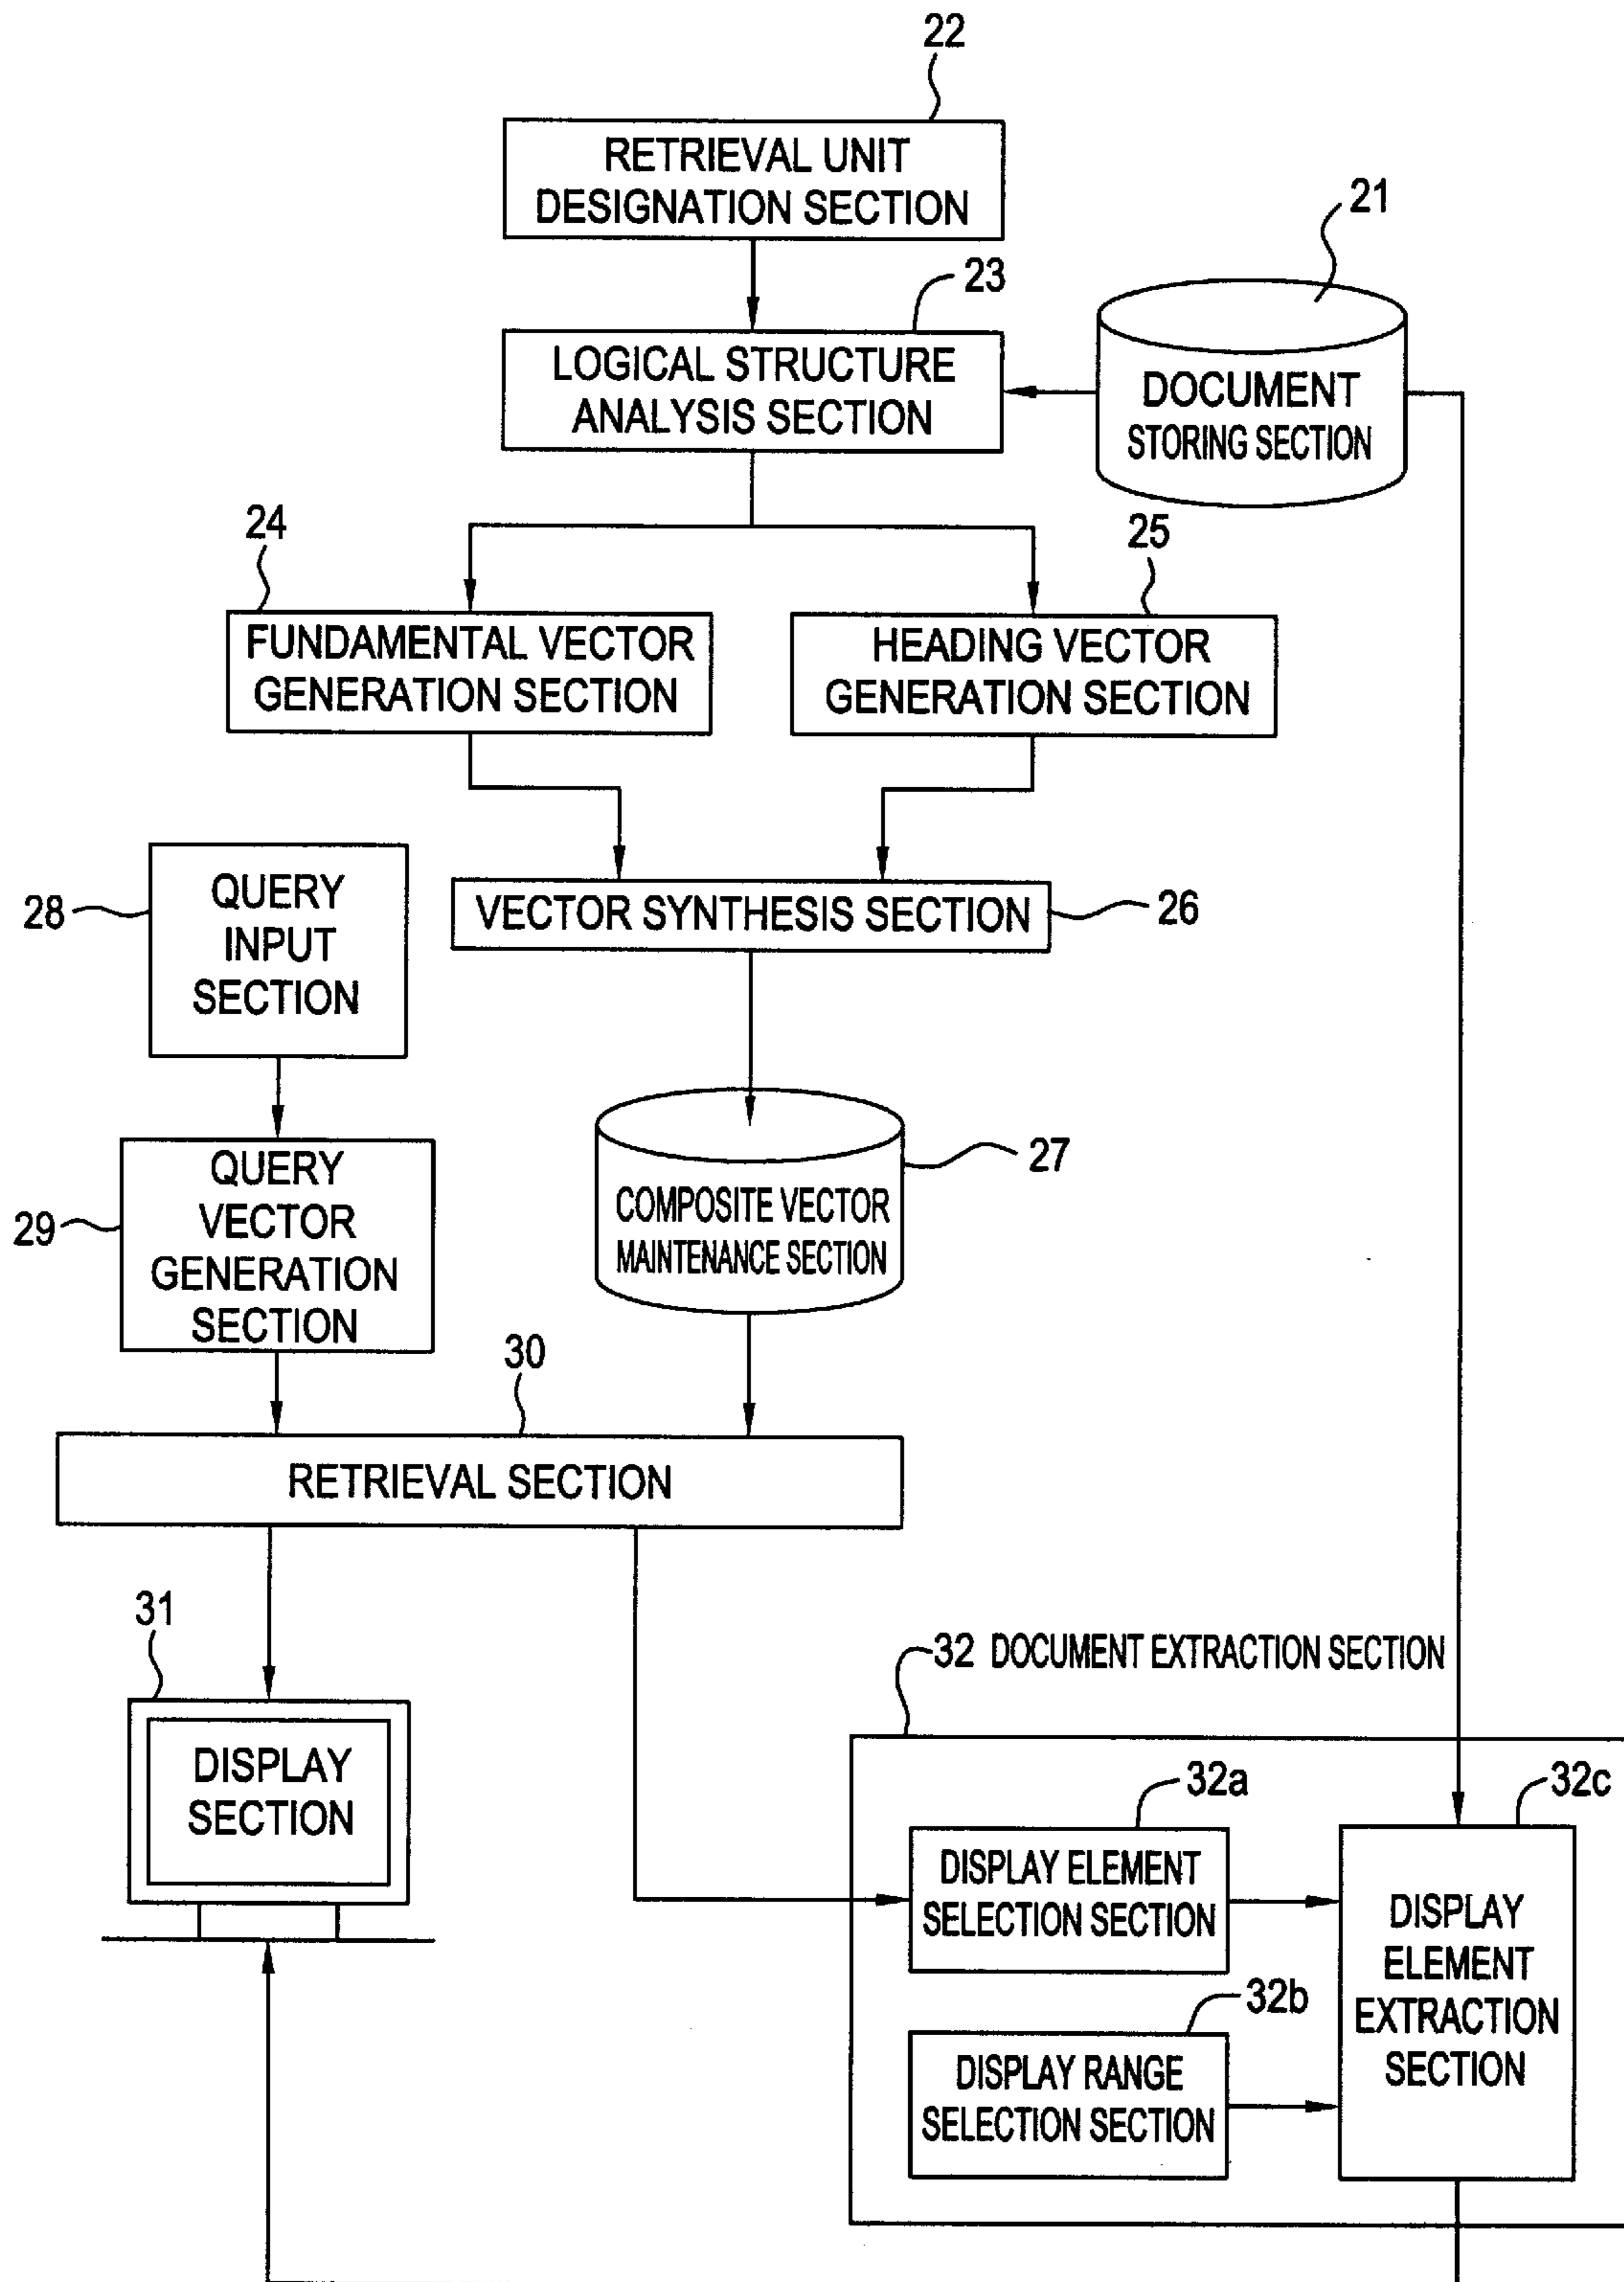 22
RETRIEVAL UNIT
DESIGNATION SECTION
21
23
LOGICAL STRUCTURE
ANALYSIS SECTION
DOCUMENT
STORING SECTION
24
25
FUNDAMENTAL VECTOR
GENERATION SECTION
HEADING VECTOR
GENERATION SECTION
28
QUERY
INPUT
SECTION
VECTOR SYNTHESIS SECTION
26
29
QUERY
VECTOR
GENERATION
SECTION
27
COMPOSITE VECTOR
MAINTENANCE SECTION
30
RETRIEVAL SECTION
31
DISPLAY
SECTION
32 DOCUMENT EXTRACTION SECTION
32a
32c
DISPLAY ELEMENT
SELECTION SECTION
32b
DISPLAY RANGE
SELECTION SECTION
DISPLAY
ELEMENT
EXTRACTION
SECTION